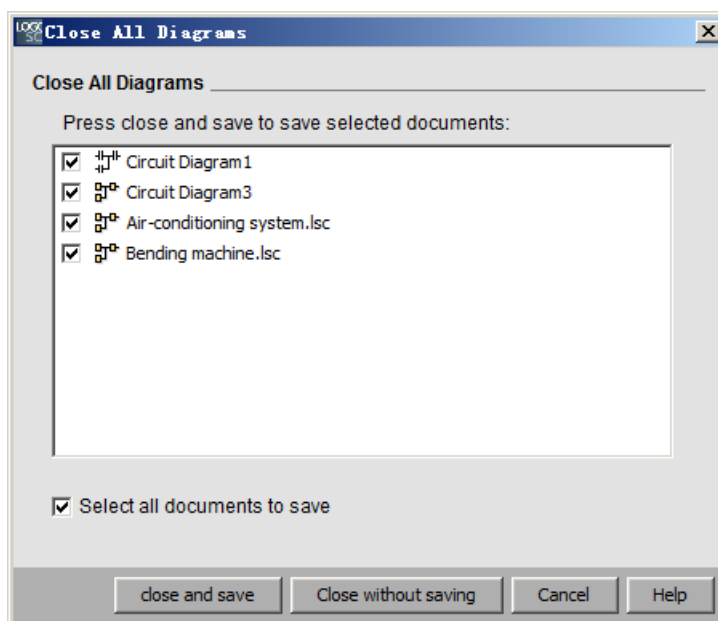 LOGO SC Close All Diagrams
Close All Diagrams
Press close and save to save selected documents:
Circuit Diagram1
Circuit Diagram3
Air-conditioning system.lsc
Bending machine.lsc
Select all documents to save
close and save Close without saving Cancel Help